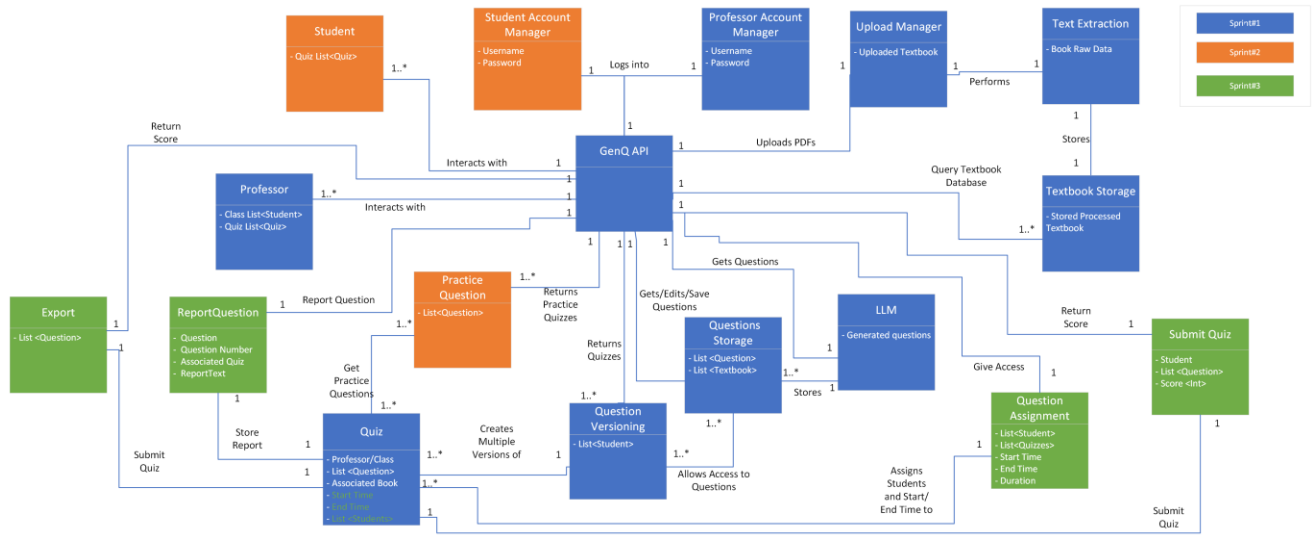 Student
- Quiz List<Quiz>
Student Account
Manager
- Username
- Password
Professor Account
Manager
- Username
- Password
Upload Manager
- Uploaded Textbook
Text Extraction
- Book Raw Data
Sprint#1
Sprint#2
Sprint#3
1..*
1
Logs into
1
1
1
Performs
1
1
Return
Score
1
GenQ API
1
Uploads PDFs
1
Stores
1
Interacts with
1
1
Professor
- Class List<Student>
- Quiz List<Quiz>
1..*
Interacts with
1
1
1
1
Query Textbook
Database
1..*
Textbook Storage
- Stored Processed
Textbook
1
1
1
1
1
Gets Questions
Export
- List <Question>
1
1
ReportQuestion
- Question
- Question Number
- Associated Quiz
- ReportText
1
Report Question
Practice
Question
- List<Question>
1..*
Returns
Practice
Quizzes
1..*
Gets/Edits/Save
Questions
Questions
Storage
- List <Question>
- List <Textbook>
LLM
- Generated questions
1
1..*
Stores
1
Return
Score
1
Submit Quiz
- Student
- List <Question>
- Score <Int>
1
Returns
Quizzes
Get
Practice
Questions
1..*
1..*
Give Access
1
Question
Assignment
- List<Student>
- List<Quizzes>
- Start Time
- End Time
- Duration
1
1
Store
Report
1
Quiz
- Professor/Class
- List <Question>
- Associated Book
- Start Time
- End Time
- List <Students>
Creates
Multiple
Versions of
1..*
1
Question
Versioning
- List<Student>
1..*
1..*
Allows Access to
Questions
Submit
Quiz
1
1..*
Assigns
Students
and Start/
End Time to
1
Submit
Quiz